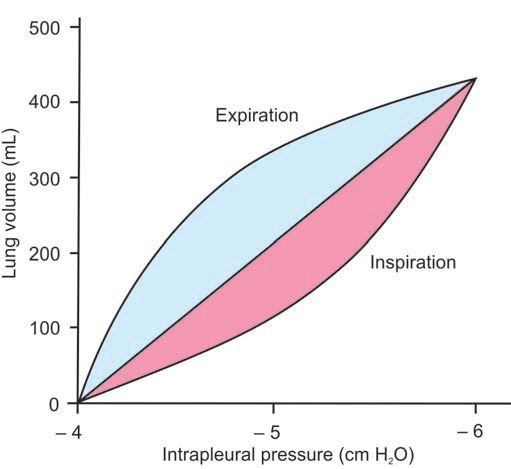 500
400
300
200
100
0
Lung volume (mL)
Expiration
Inspiration
– 4
– 5
– 6
Intrapleural pressure (cm H₂O)